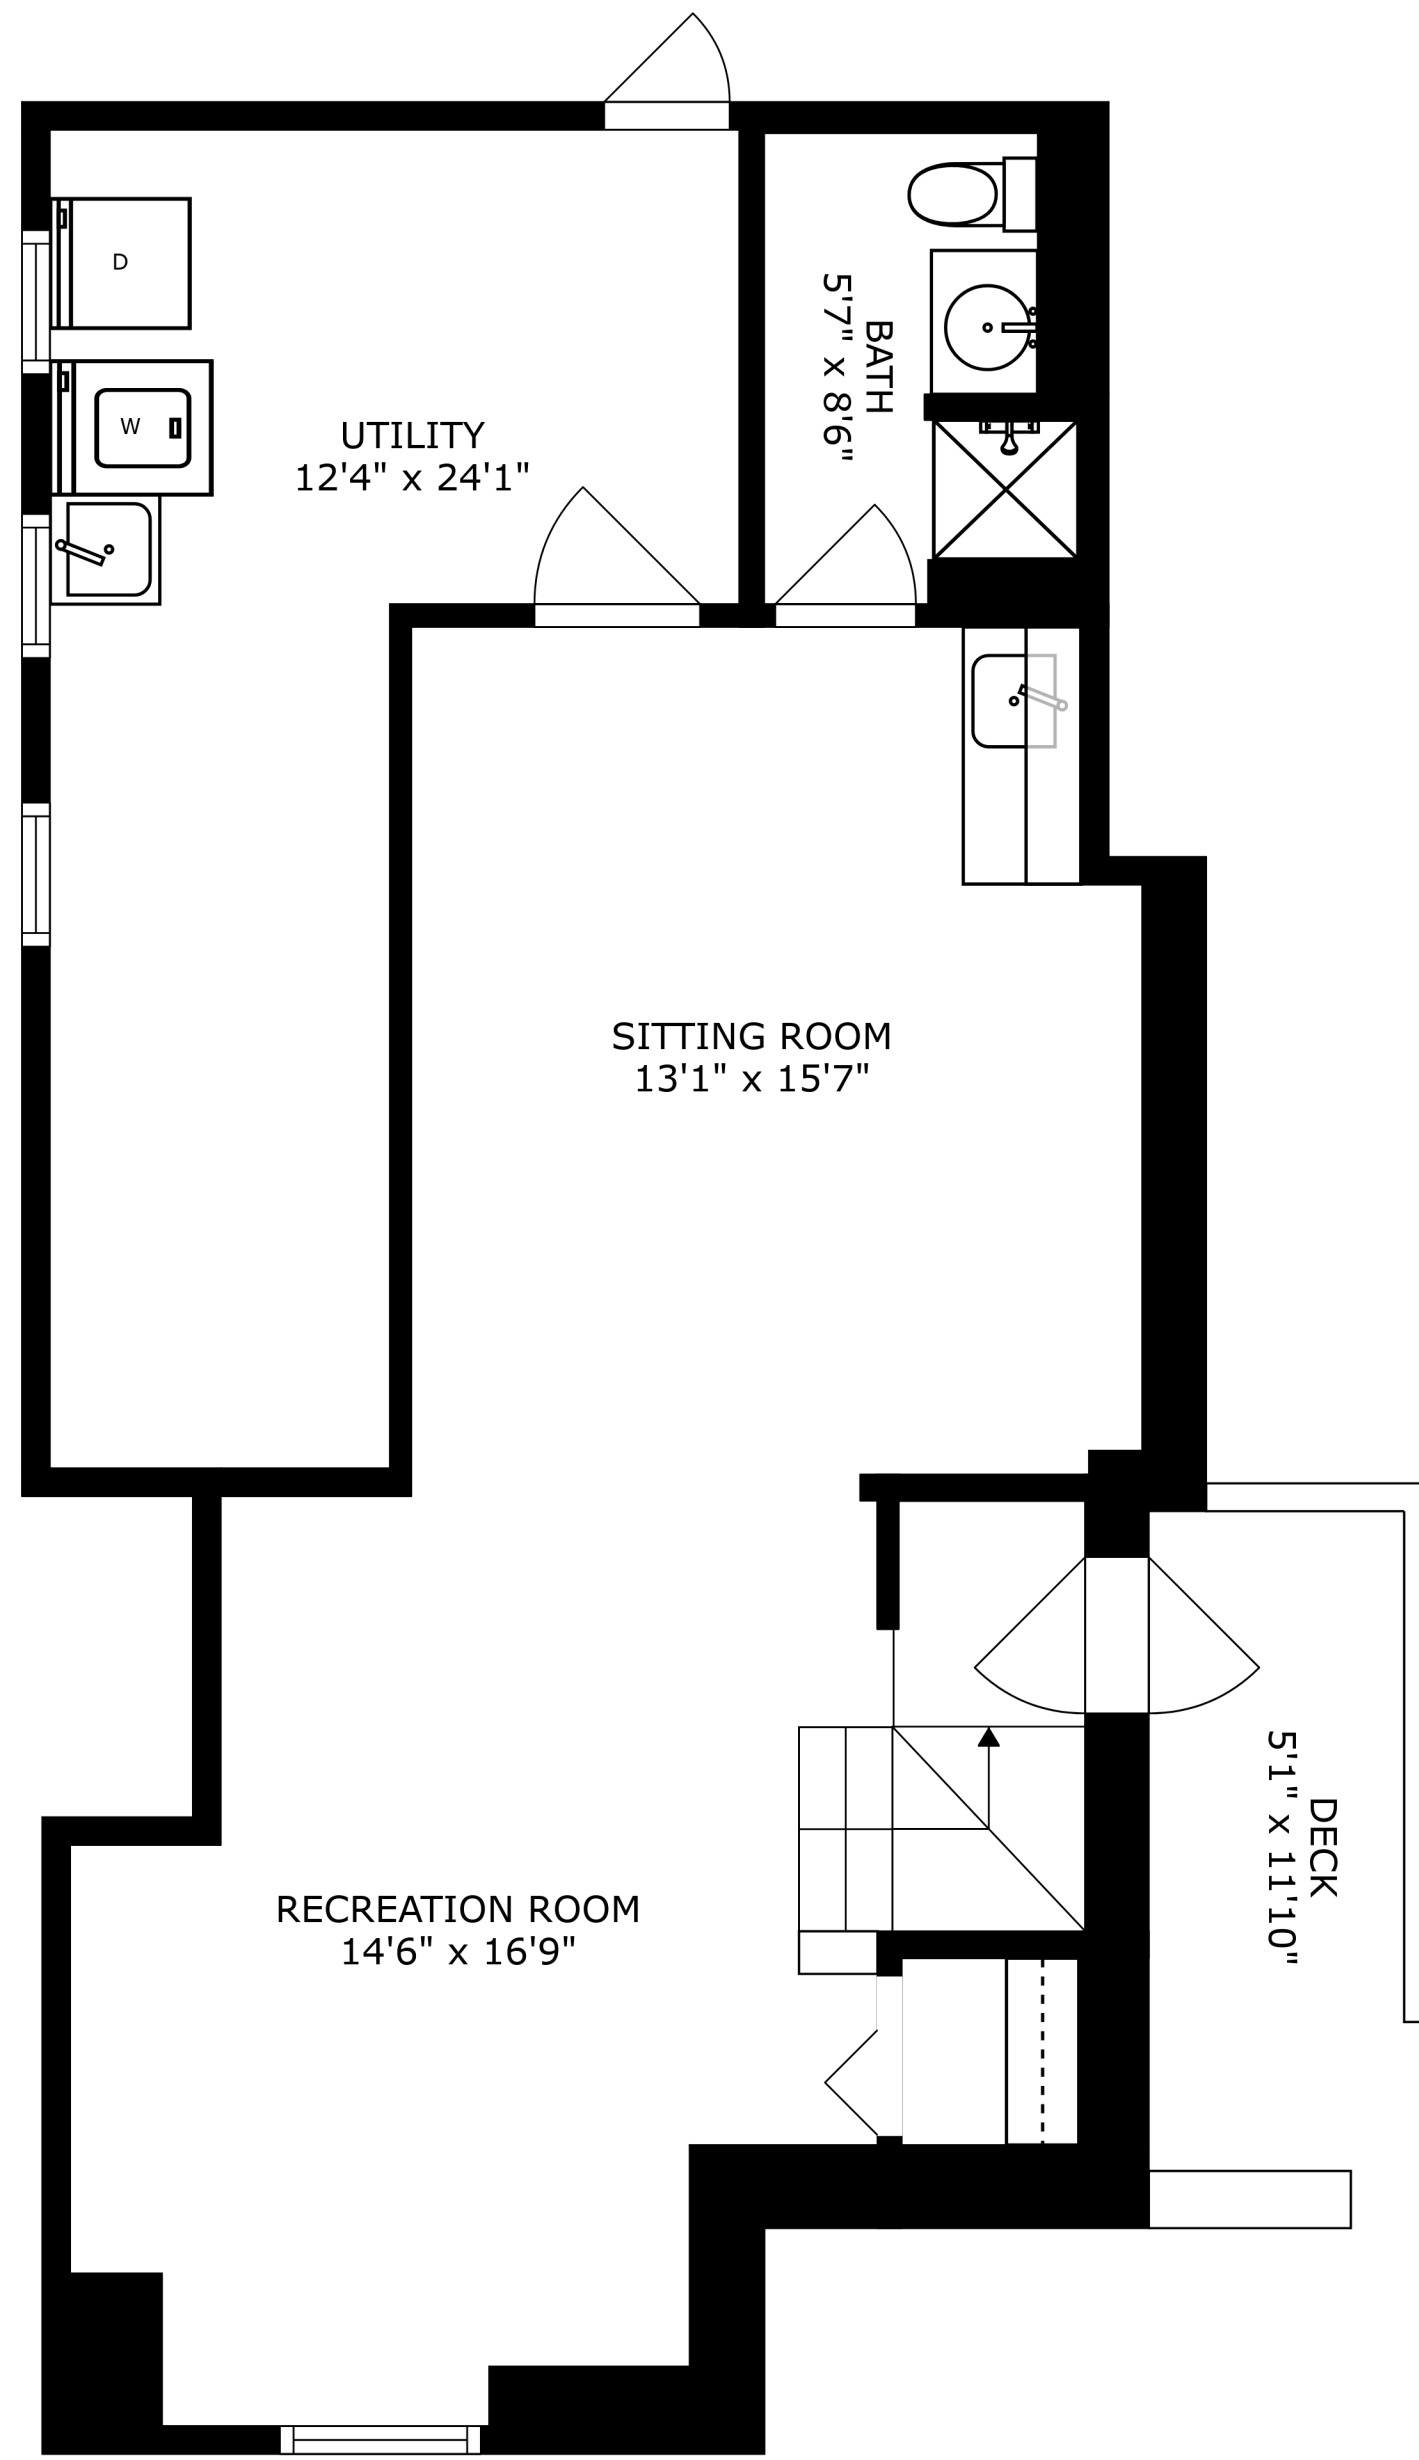 D
W
UTILITY
12'4" x 24'1"
BATH
5'7" x 8'6"
SITTING ROOM
13'1" x 15'7"
DECK
5'1" x 11'10"
RECREATION ROOM
14'6" x 16'9"